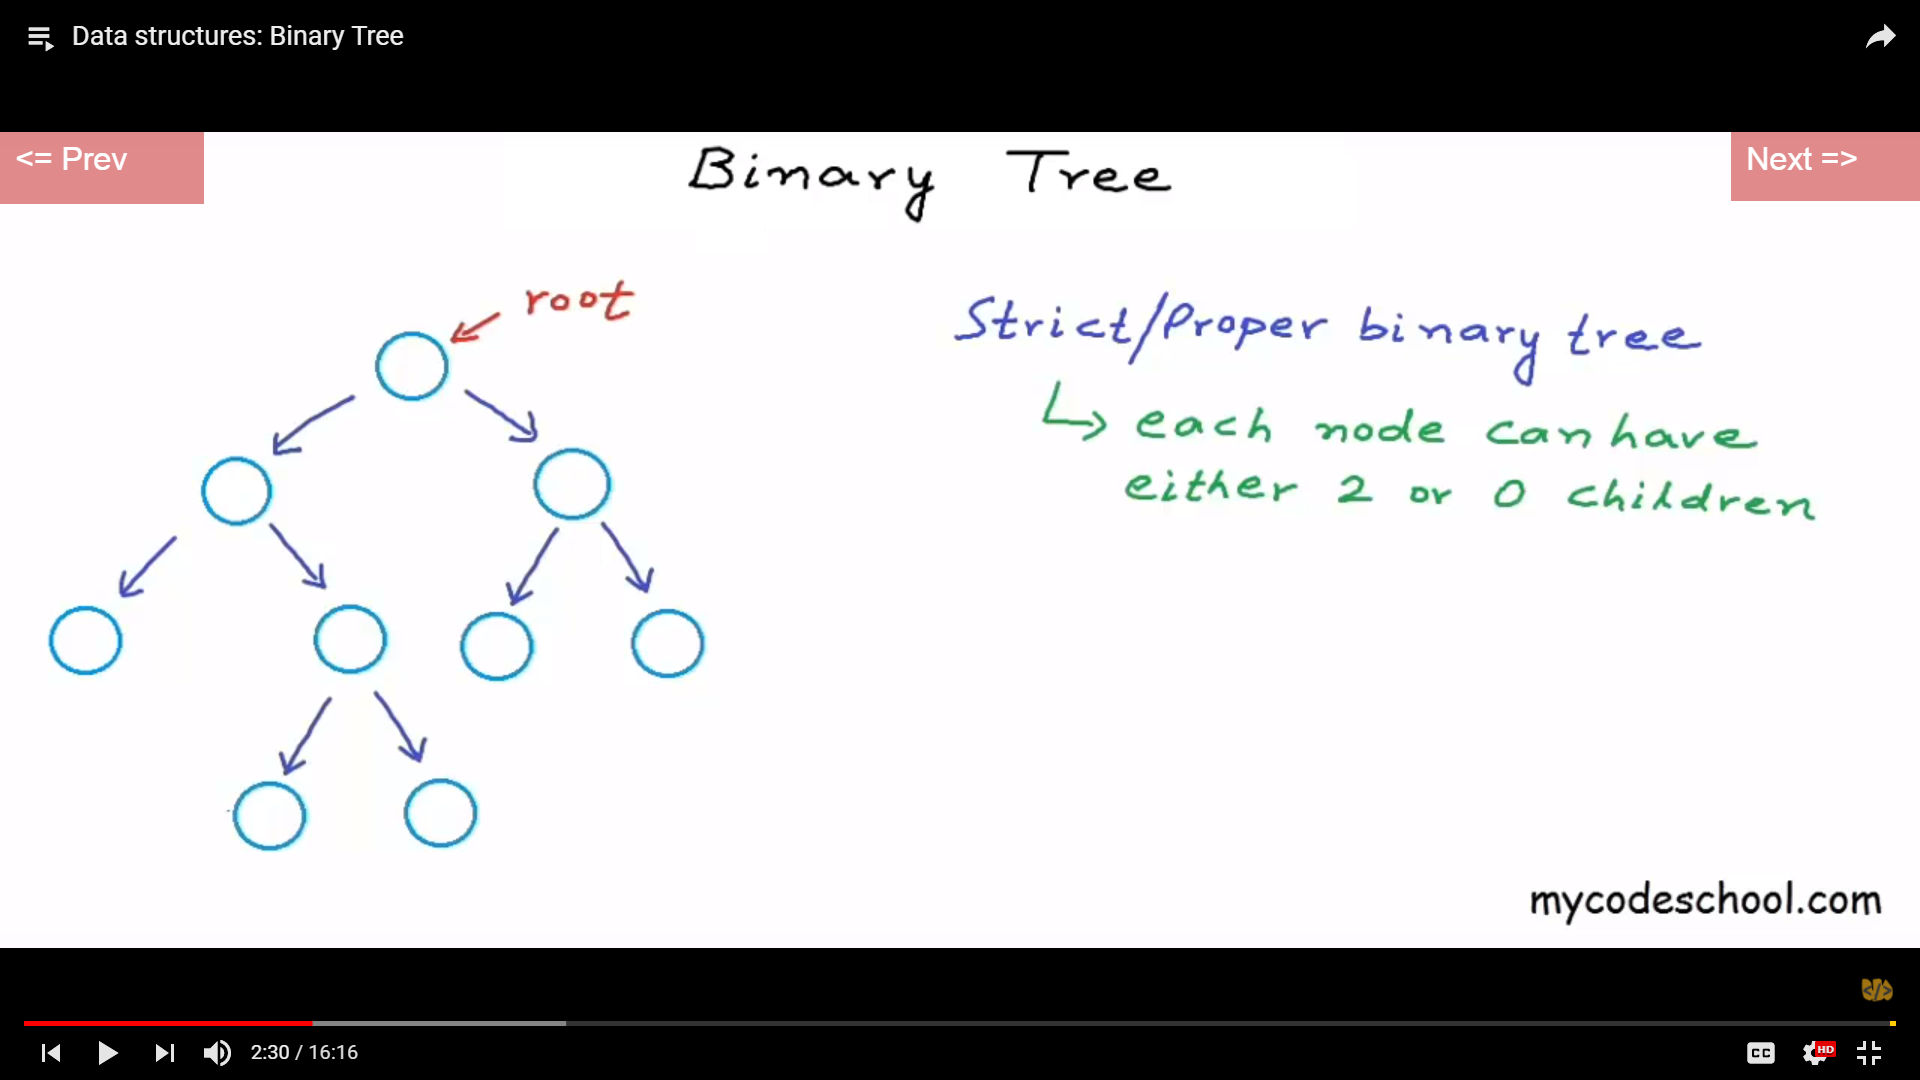 Data structures: Binary Tree
<= Prev
Next =>
Binary Tree
root
Strict/Proper binary tree
each node can have
either 2 or 0 children
mycodeschool.com
</>
2:30 / 16:16
CC
HD